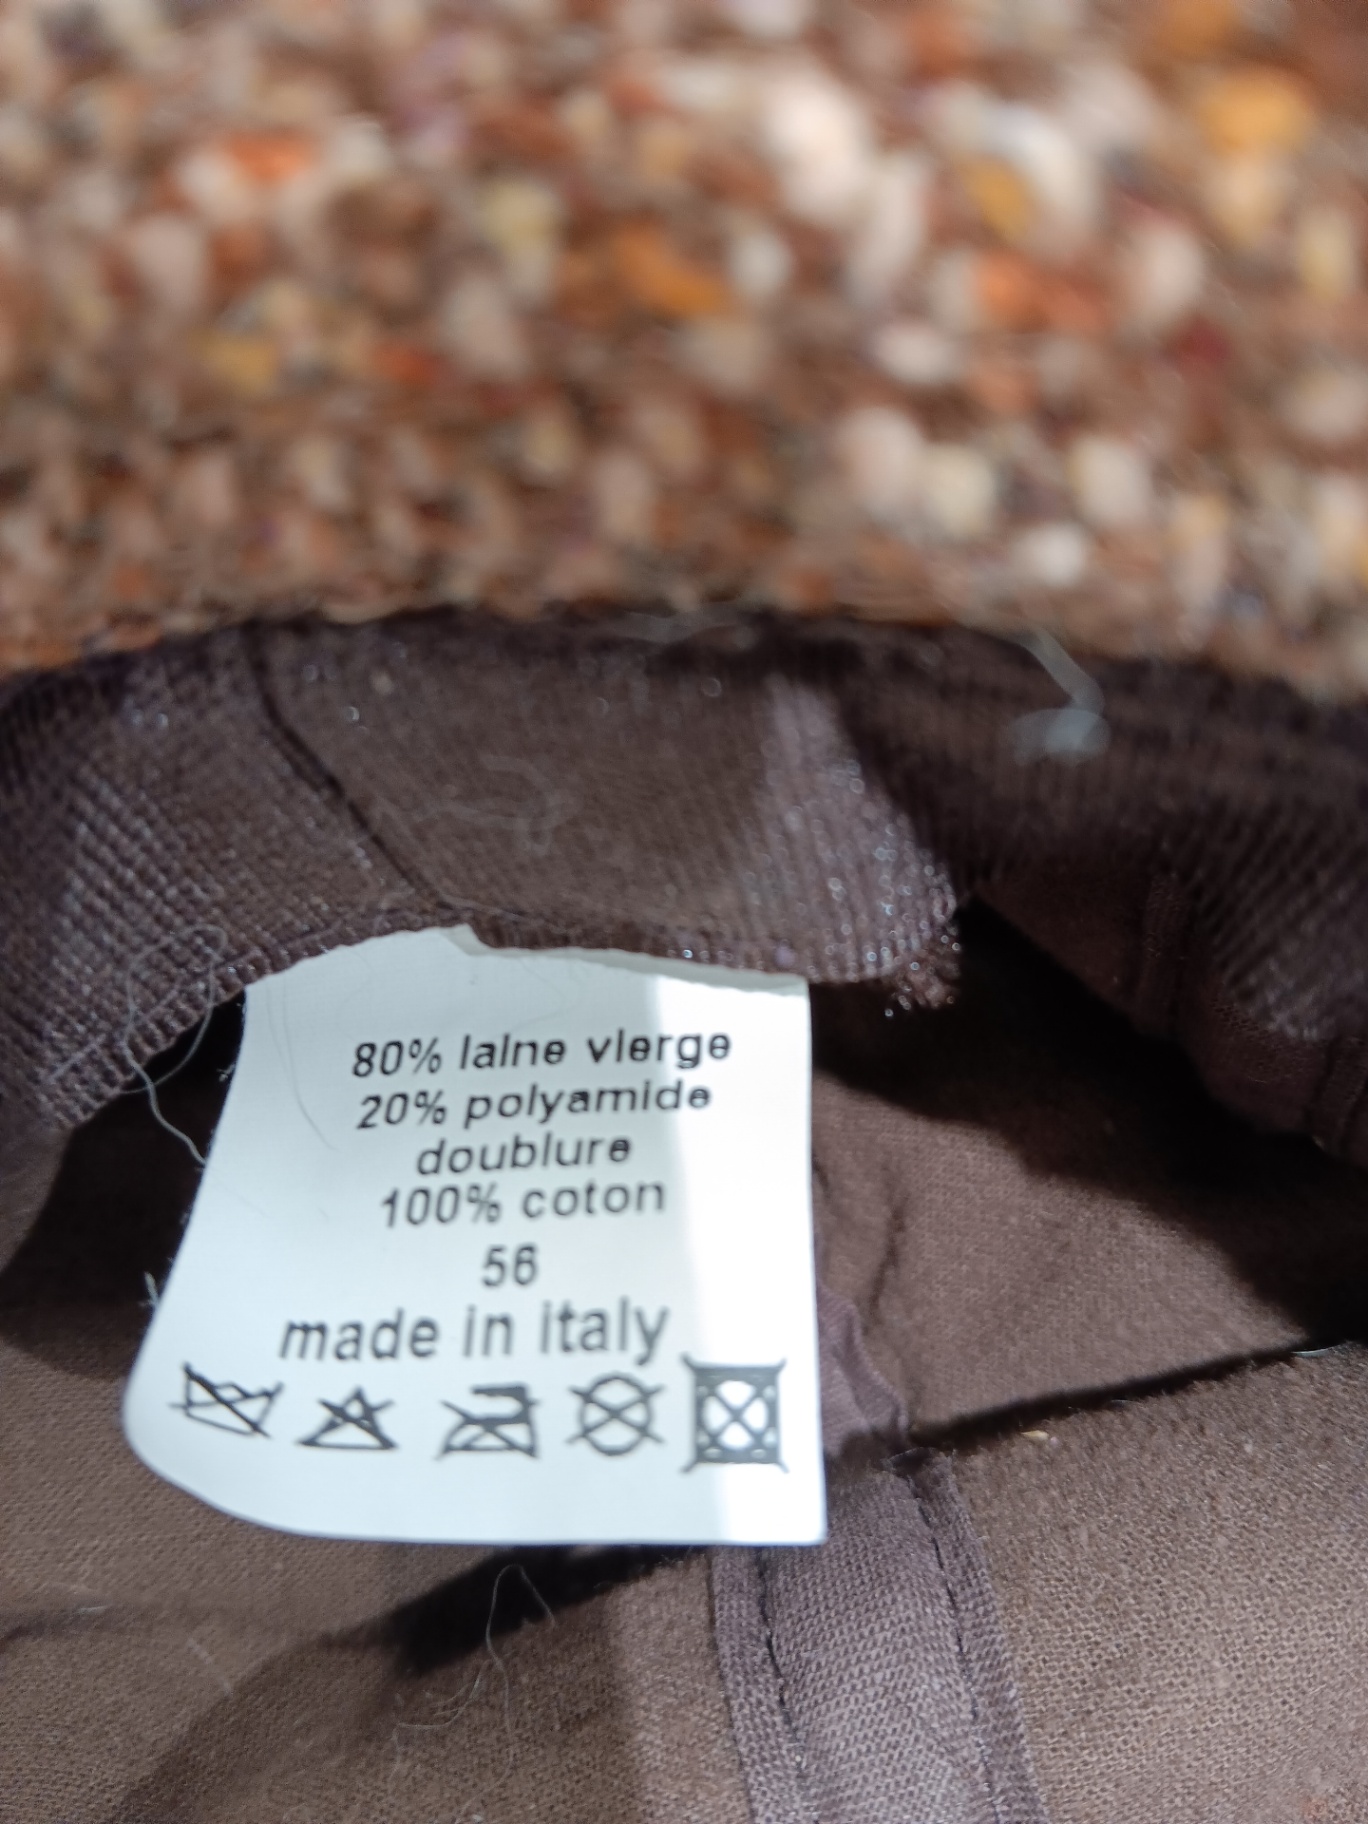 80% laine vierge
20% polyamide
doublure
100% coton
56
made in italy